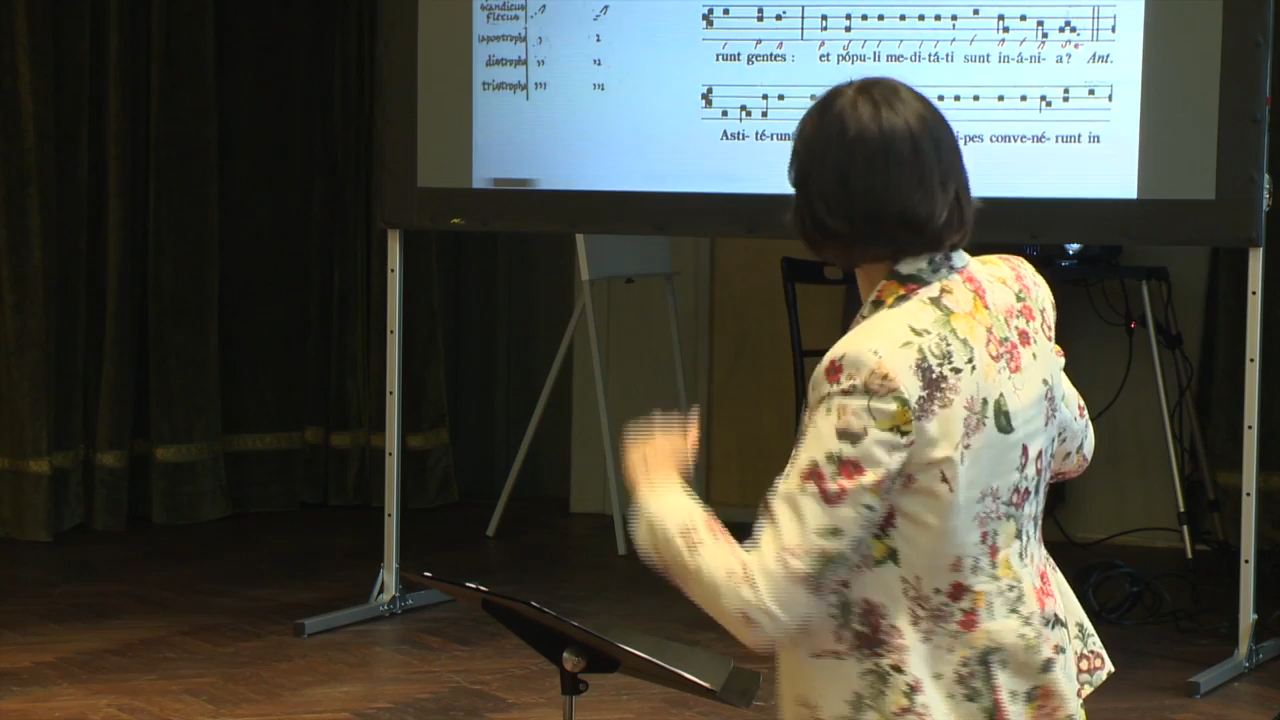 scandicus
flexus
apostropha
distropha
tristropha
runt gentes : et pópu-li me-di-tá-ti sunt in-á-ni- a? Ant.
Asti- té-runt i-pes conve-né- runt in